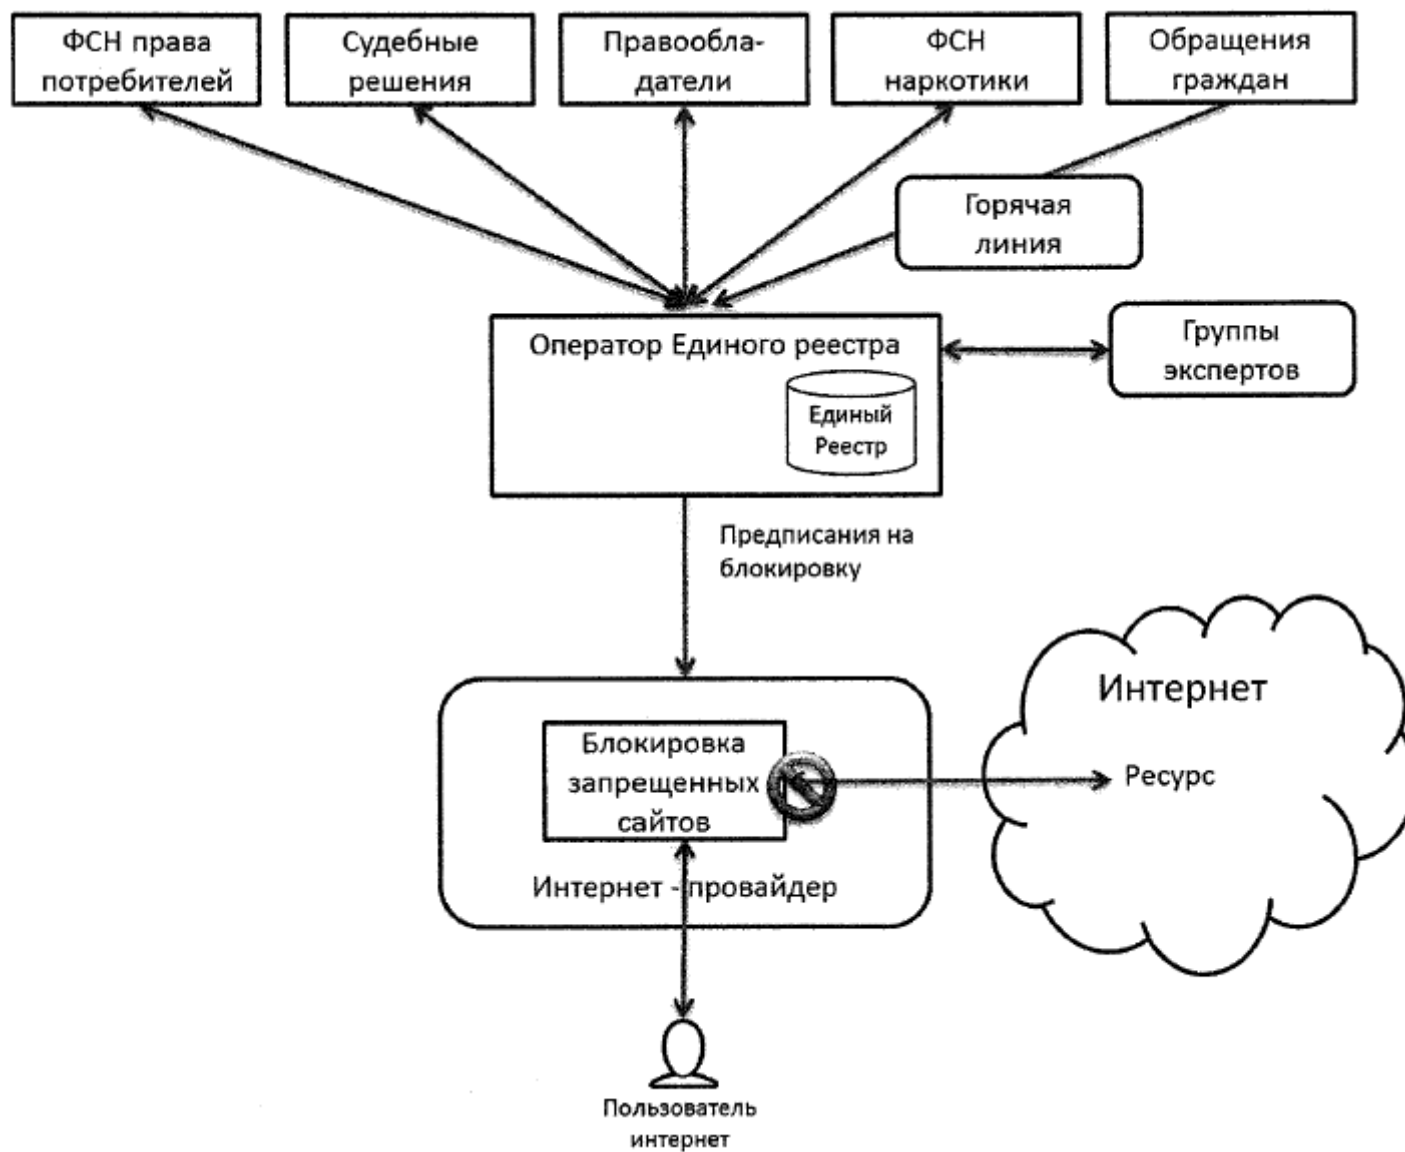 ФСН права
потребителей
Судебные
решения
Правообла-
датели
ФСН
наркотики
Обращения
граждан
Горячая
линия
Оператор Единого реестра
Группы
экспертов
Единый
Реестр
Предписания на
блокировку
Интернет
Ресурс
Блокировка
запрещенных
сайтов
Интернет - провайдер
Пользователь
интернет